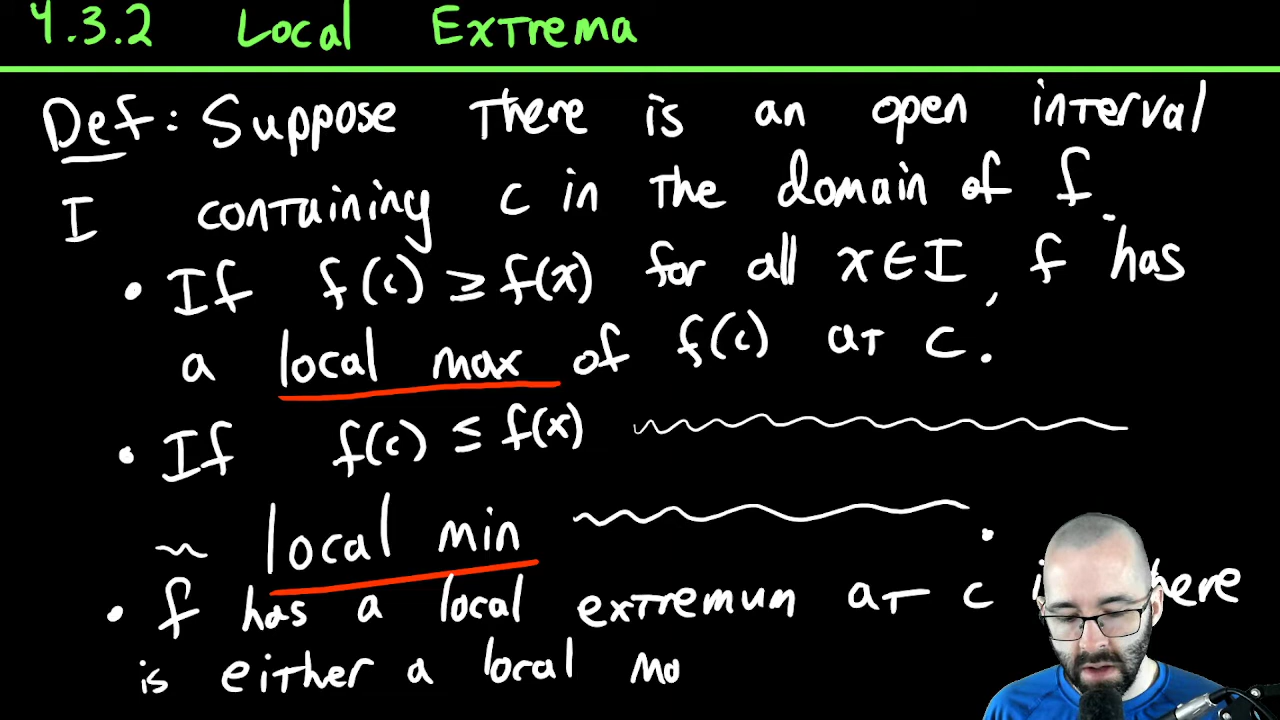 4.3.2 Local Extrema
Def: Suppose there is an open interval
I containing c in the domain of f.
• If f(c) ≥ f(x) for all x∈I, f has
a local max of f(c) at c.
• If f(c) ≤ f(x)
~ local min .
• f has a local extremum at c here
is either a local ma